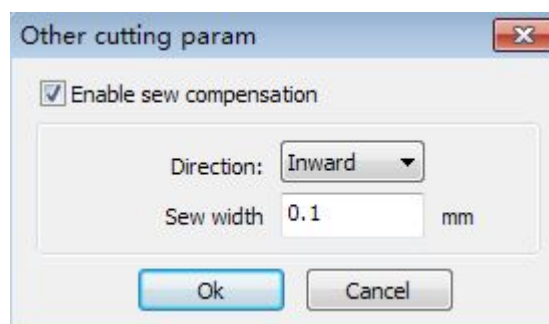 Other cutting param
Enable sew compensation
Direction: Inward
Sew width 0.1 mm
Ok Cancel